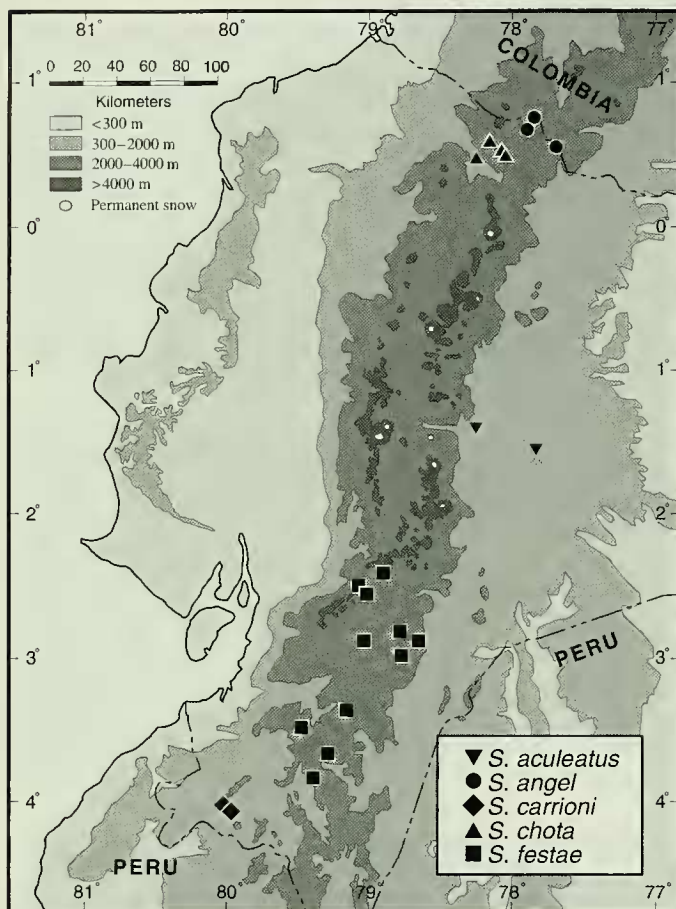 81 80 79 78 77
0 20 40 60 80 100
Kilometers
<300 m
300–2000 m
2000–4000 m
>4000 m
Permanent snow
COLOMBIA
1° 1°
0° 0°
1° 1°
2° 2°
3° 3°
4° 4°
PERU
PERU
S. aculeatus
S. angel
S. carrioni
S. chota
S. festae
81 80 79 78 77